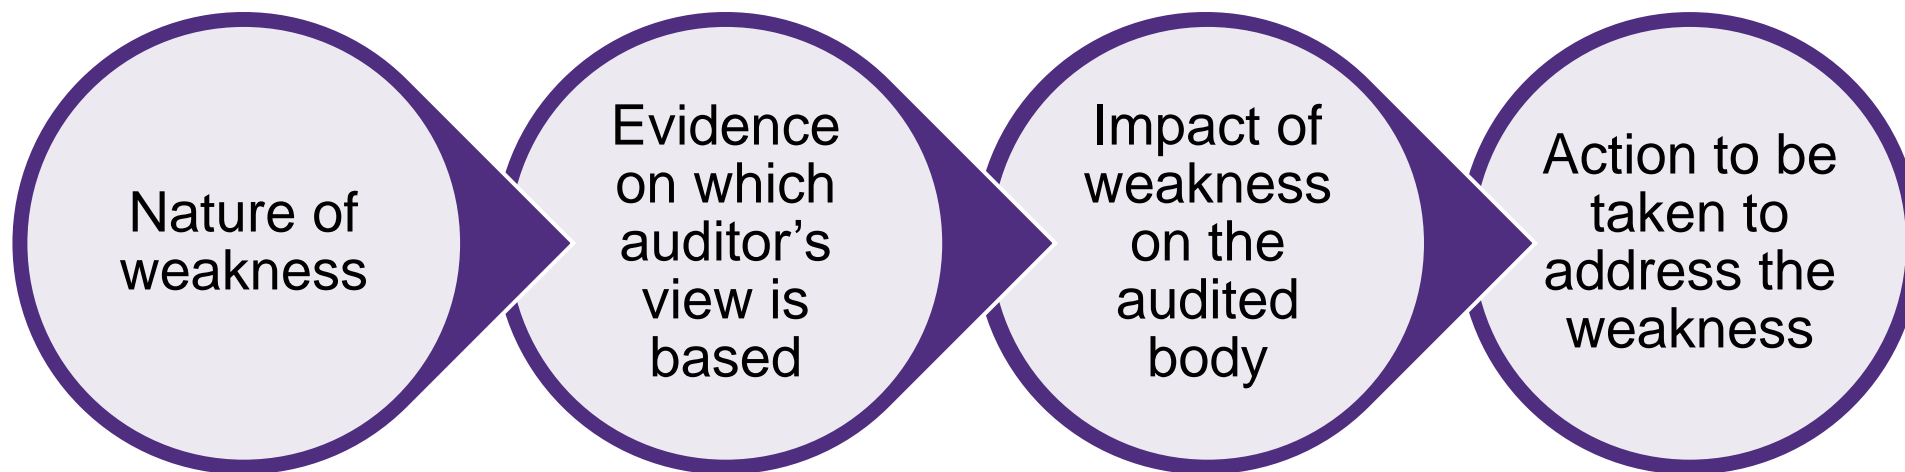 Nature of
weakness
Evidence
on which
auditor’s
view is
based
Impact of
weakness
on the
audited
body
Action to be
taken to
address the
weakness